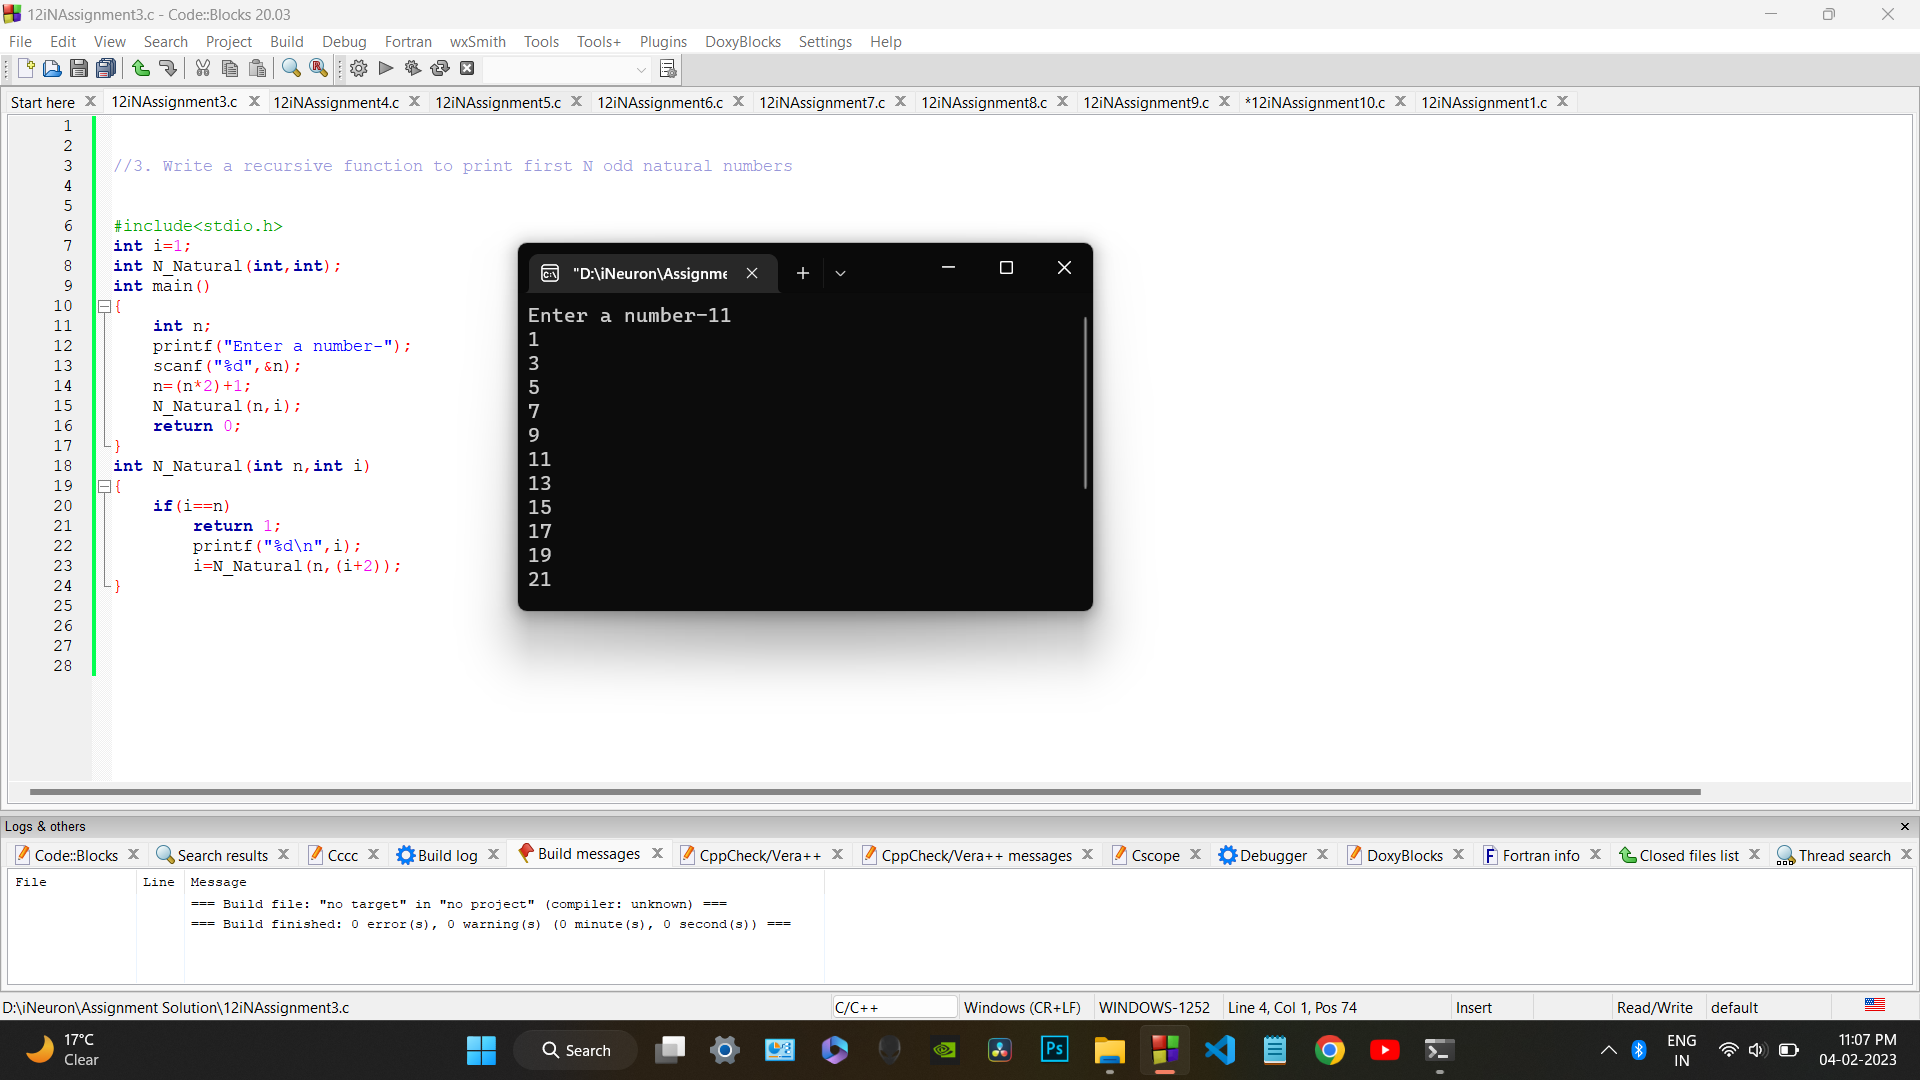 12iNAssignment3.c - Code::Blocks 20.03
File Edit View Search Project Build Debug Fortran wxSmith Tools Tools+ Plugins DoxyBlocks Settings Help
Start here 12iNAssignment3.c 12iNAssignment4.c 12iNAssignment5.c 12iNAssignment6.c 12iNAssignment7.c 12iNAssignment8.c 12iNAssignment9.c *12iNAssignment10.c 12iNAssignment1.c
1
2
3 //3. Write a recursive function to print first N odd natural numbers
4
5
6 #include<stdio.h>
7 int i=1;
8 int N_Natural(int,int);
9 int main()
10 {
11 int n;
12 printf("Enter a number-");
13 scanf("%d",&n);
14 n=(n*2)+1;
15 N_Natural(n,i);
16 return 0;
17 }
18 int N_Natural(int n,int i)
19 {
20 if(i==n)
21 return 1;
22 printf("%d\n",i);
23 i=N_Natural(n,(i+2));
24 }
25
26
27
28
"D:\iNeuron\Assignme
Enter a number-11
1
3
5
7
9
11
13
15
17
19
21
Logs & others
Code::Blocks Search results Cccc Build log Build messages CppCheck/Vera++ CppCheck/Vera++ messages Cscope Debugger DoxyBlocks Fortran info Closed files list Thread search
File Line Message
=== Build file: "no target" in "no project" (compiler: unknown) ===
=== Build finished: 0 error(s), 0 warning(s) (0 minute(s), 0 second(s)) ===
D:\iNeuron\Assignment Solution\12iNAssignment3.c C/C++ Windows (CR+LF) WINDOWS-1252 Line 4, Col 1, Pos 74 Insert Read/Write default
17°C
Clear
Search
Ps
ENG
IN
11:07 PM
04-02-2023